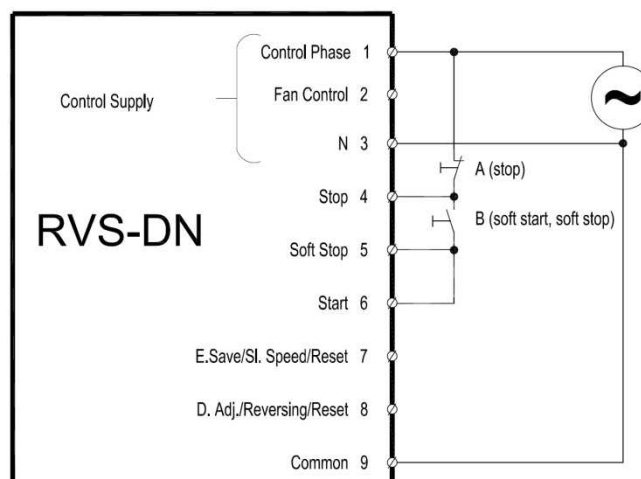 Control Phase 1
Control Supply
Fan Control 2
N 3
A (stop)
Stop 4
B (soft start, soft stop)
RVS-DN
Soft Stop 5
Start 6
E.Save/Sl. Speed/Reset 7
D. Adj./Reversing/Reset 8
Common 9